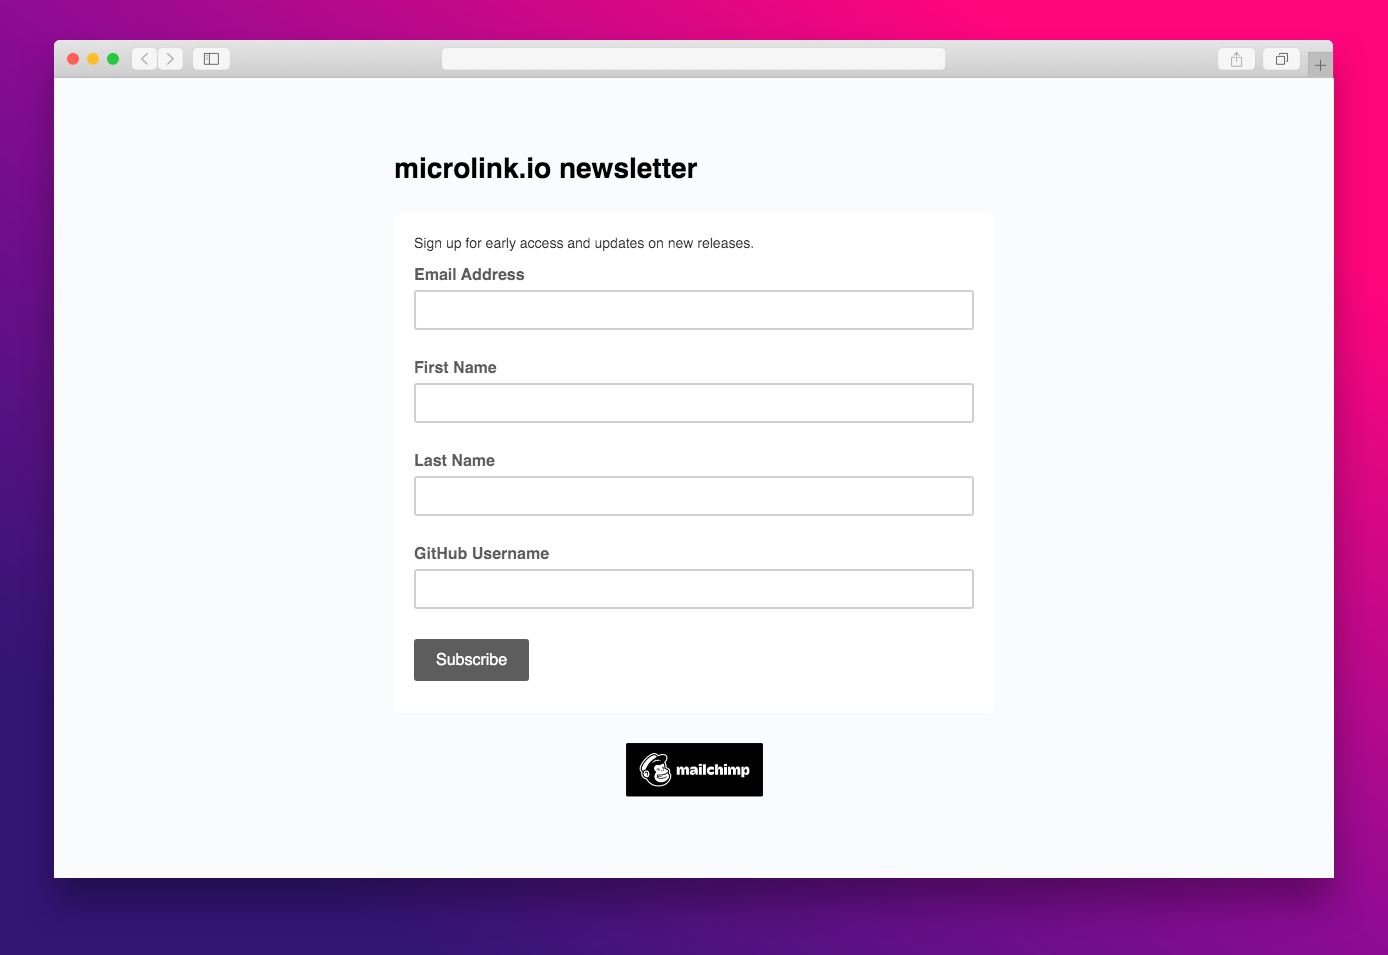 microlink.io newsletter
Sign up for early access and updates on new releases.
Email Address
First Name
Last Name
GitHub Username
Subscribe
mailchimp